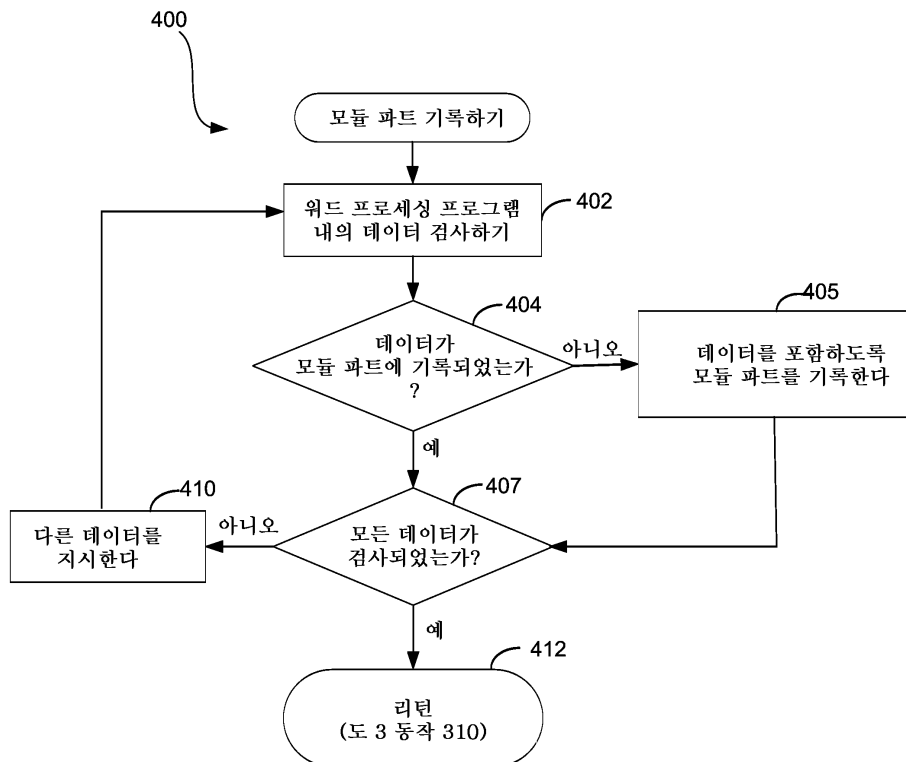 400
모듈 파트 기록하기
워드 프로세싱 프로그램
내의 데이터 검사하기
402
404
데이터가
모듈 파트에 기록되었는가
?
아니오
405
데이터를 포함하도록
모듈 파트를 기록한다
예
407
모든 데이터가
검사되었는가?
아니오
410
다른 데이터를
지시한다
예
412
리턴
(도 3 동작 310)